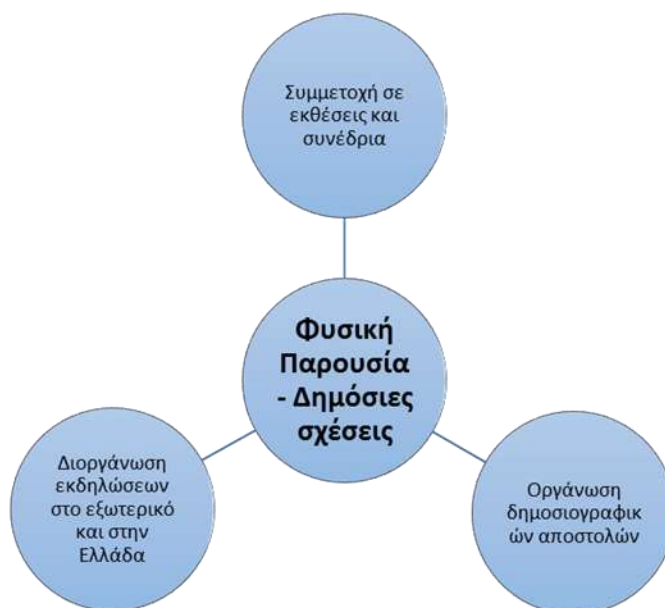 Συμμετοχή σε
εκθέσεις και
συνέδρια
Φυσική
Παρουσία
- Δημόσιες
σχέσεις
Διοργάνωση
εκδηλώσεων
στο εξωτερικό
και στην
Ελλάδα
Οργάνωση
δημοσιογραφικ
ών αποστολών